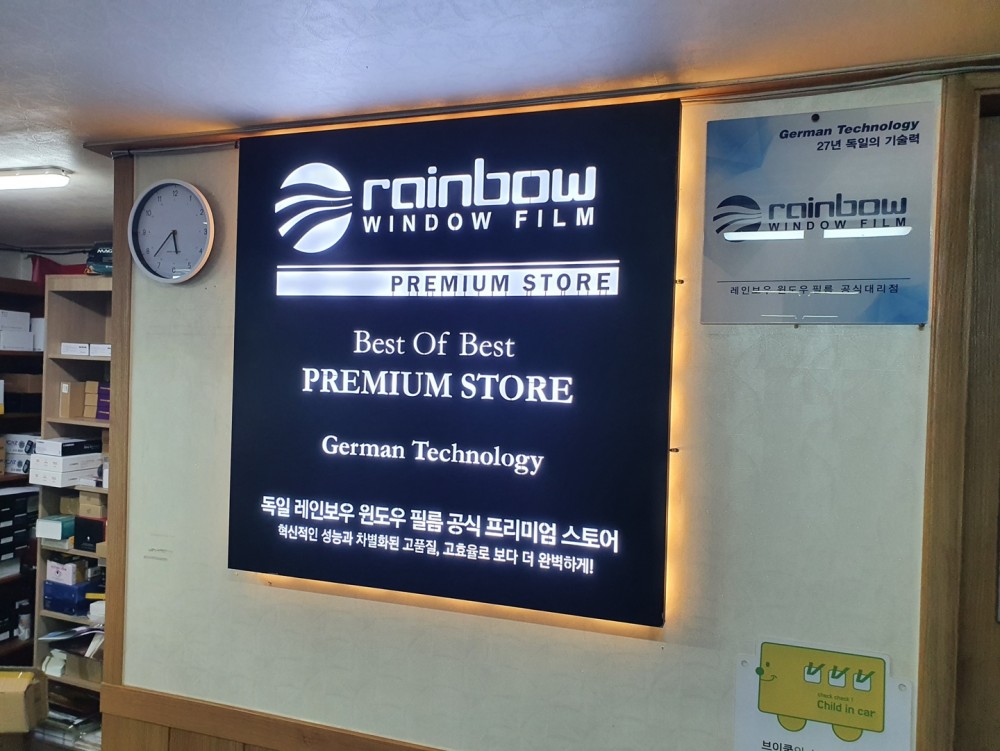 rainbow
WINDOW FILM
PREMIUM STORE
Best Of Best
PREMIUM STORE
German Technology
독일 레인보우 윈도우 필름 공식 프리미엄 스토어
혁신적인 성능과 차별화된 고품질, 고효율로 보다 더 완벽하게!
German Technology
27년 독일의 기술력
rainbow
WINDOW FILM
레인보우 윈도우 필름 공식대리점
check check !
Child in car